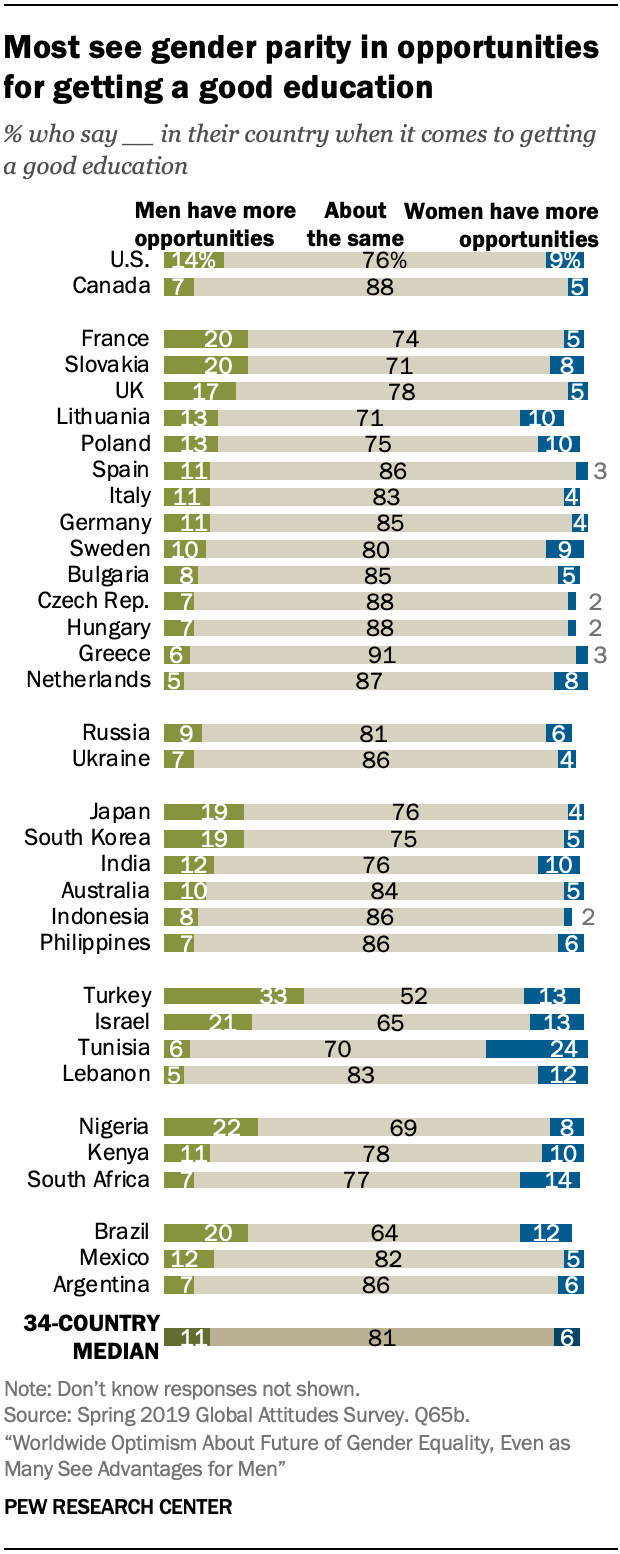 Most see gender parity in opportunities
for getting a good education
% who say __ in their country when it comes to getting
a good education
Men have more About Women have more
opportunities the same opportunities
U.S. 14% 76% 9%
Canada 7 88 5
France 20 74 5
Slovakia 20 71 8
UK 17 78 5
Lithuania 13 71 10
Poland 13 75 10
Spain 11 86 3
Italy 11 83 4
Germany 11 85 4
Sweden 10 80 9
Bulgaria 8 85 5
Czech Rep. 7 88 2
Hungary 7 88 2
Greece 6 91 3
Netherlands 5 87 8
Russia 9 81 6
Ukraine 7 86 4
Japan 19 76 4
South Korea 19 75 5
India 12 76 10
Australia 10 84 5
Indonesia 8 86 2
Philippines 7 86 6
Turkey 33 52 13
Israel 21 65 13
Tunisia 6 70 24
Lebanon 5 83 12
Nigeria 22 69 8
Kenya 11 78 10
South Africa 7 77 14
Brazil 20 64 12
Mexico 12 82 5
Argentina 7 86 6
34-COUNTRY
MEDIAN 11 81 6
Note: Don’t know responses not shown.
Source: Spring 2019 Global Attitudes Survey. Q65b.
“Worldwide Optimism About Future of Gender Equality, Even as
Many See Advantages for Men”
PEW RESEARCH CENTER